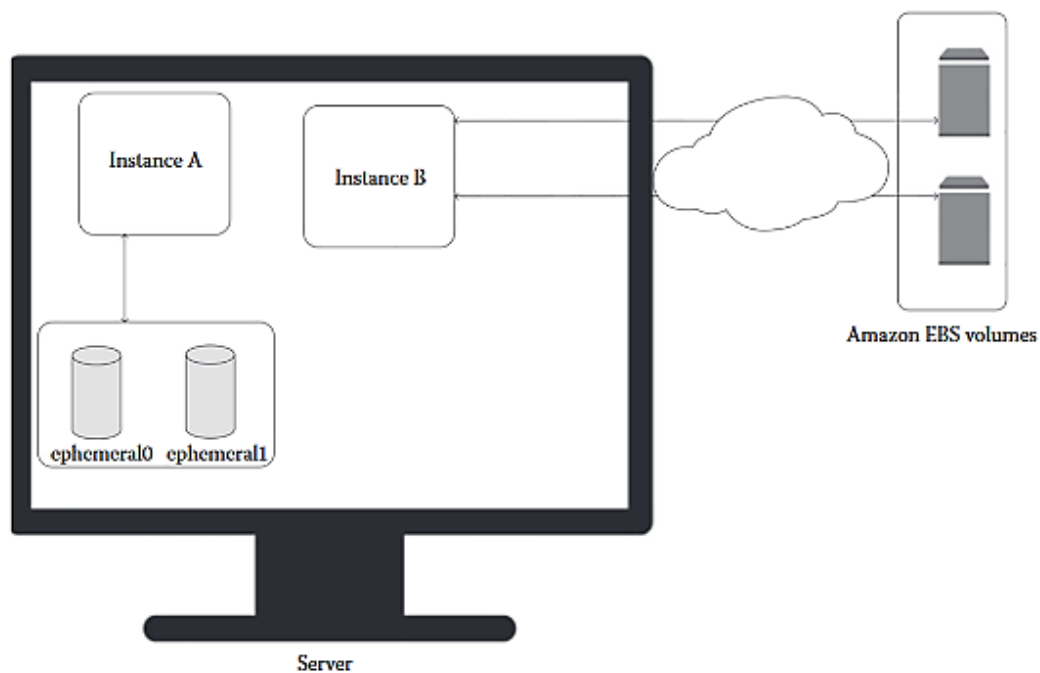 Instance A
Instance B
ephemeral0
ephemeral1
Amazon EBS volumes
Server